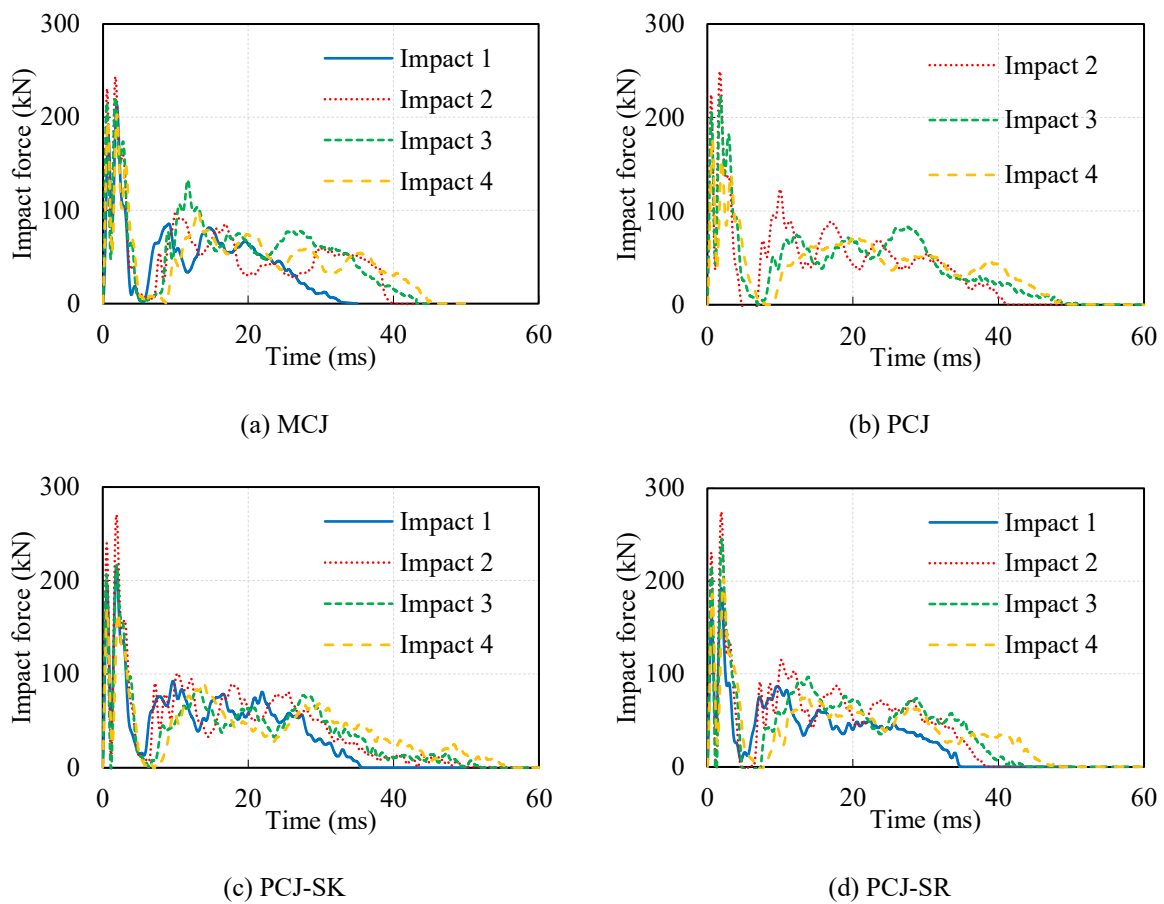 300
200
100
0
Impact force (kN)
Impact 1
Impact 2
Impact 3
Impact 4
0 20 40 60
Time (ms)
(a) MCJ
300
200
100
0
Impact force (kN)
Impact 2
Impact 3
Impact 4
0 20 40 60
Time (ms)
(b) PCJ
300
200
100
0
Impact force (kN)
Impact 1
Impact 2
Impact 3
Impact 4
0 20 40 60
Time (ms)
(c) PCJ-SK
300
200
100
0
Impact force (kN)
Impact 1
Impact 2
Impact 3
Impact 4
0 20 40 60
Time (ms)
(d) PCJ-SR